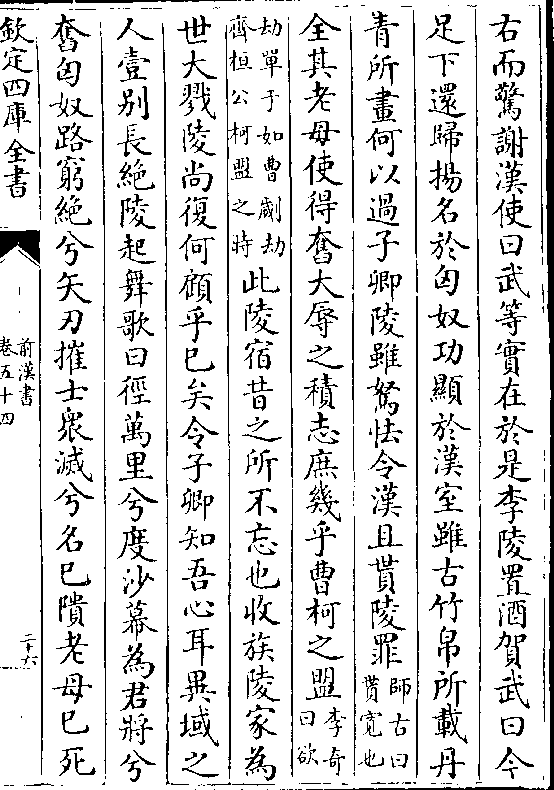 右而驚謝漢使曰武等實在於是李陵置酒賀武曰今
足下還歸揚名於匈奴功顯於漢室雖古竹帛所載丹
青所畫何以過子卿陵雖駑怯令漢且貰陵罪師古曰貰寛也
全其老母使得奮大辱之積志庶幾乎曹柯之盟李奇曰欲
劫單于如曹劌劫齊桓公柯盟之時此陵宿昔之所不忘也收族陵家為
世大戮陵尚復何顧乎已矣令子卿知吾心耳異域之
人壹别長絶陵起舞歌曰徑萬里兮度沙幕為君將兮
奮匈奴路窮絶兮矢刃摧士衆滅兮名已隤老母已死
欽定四庫全書
前漢書
卷五十四
二十六